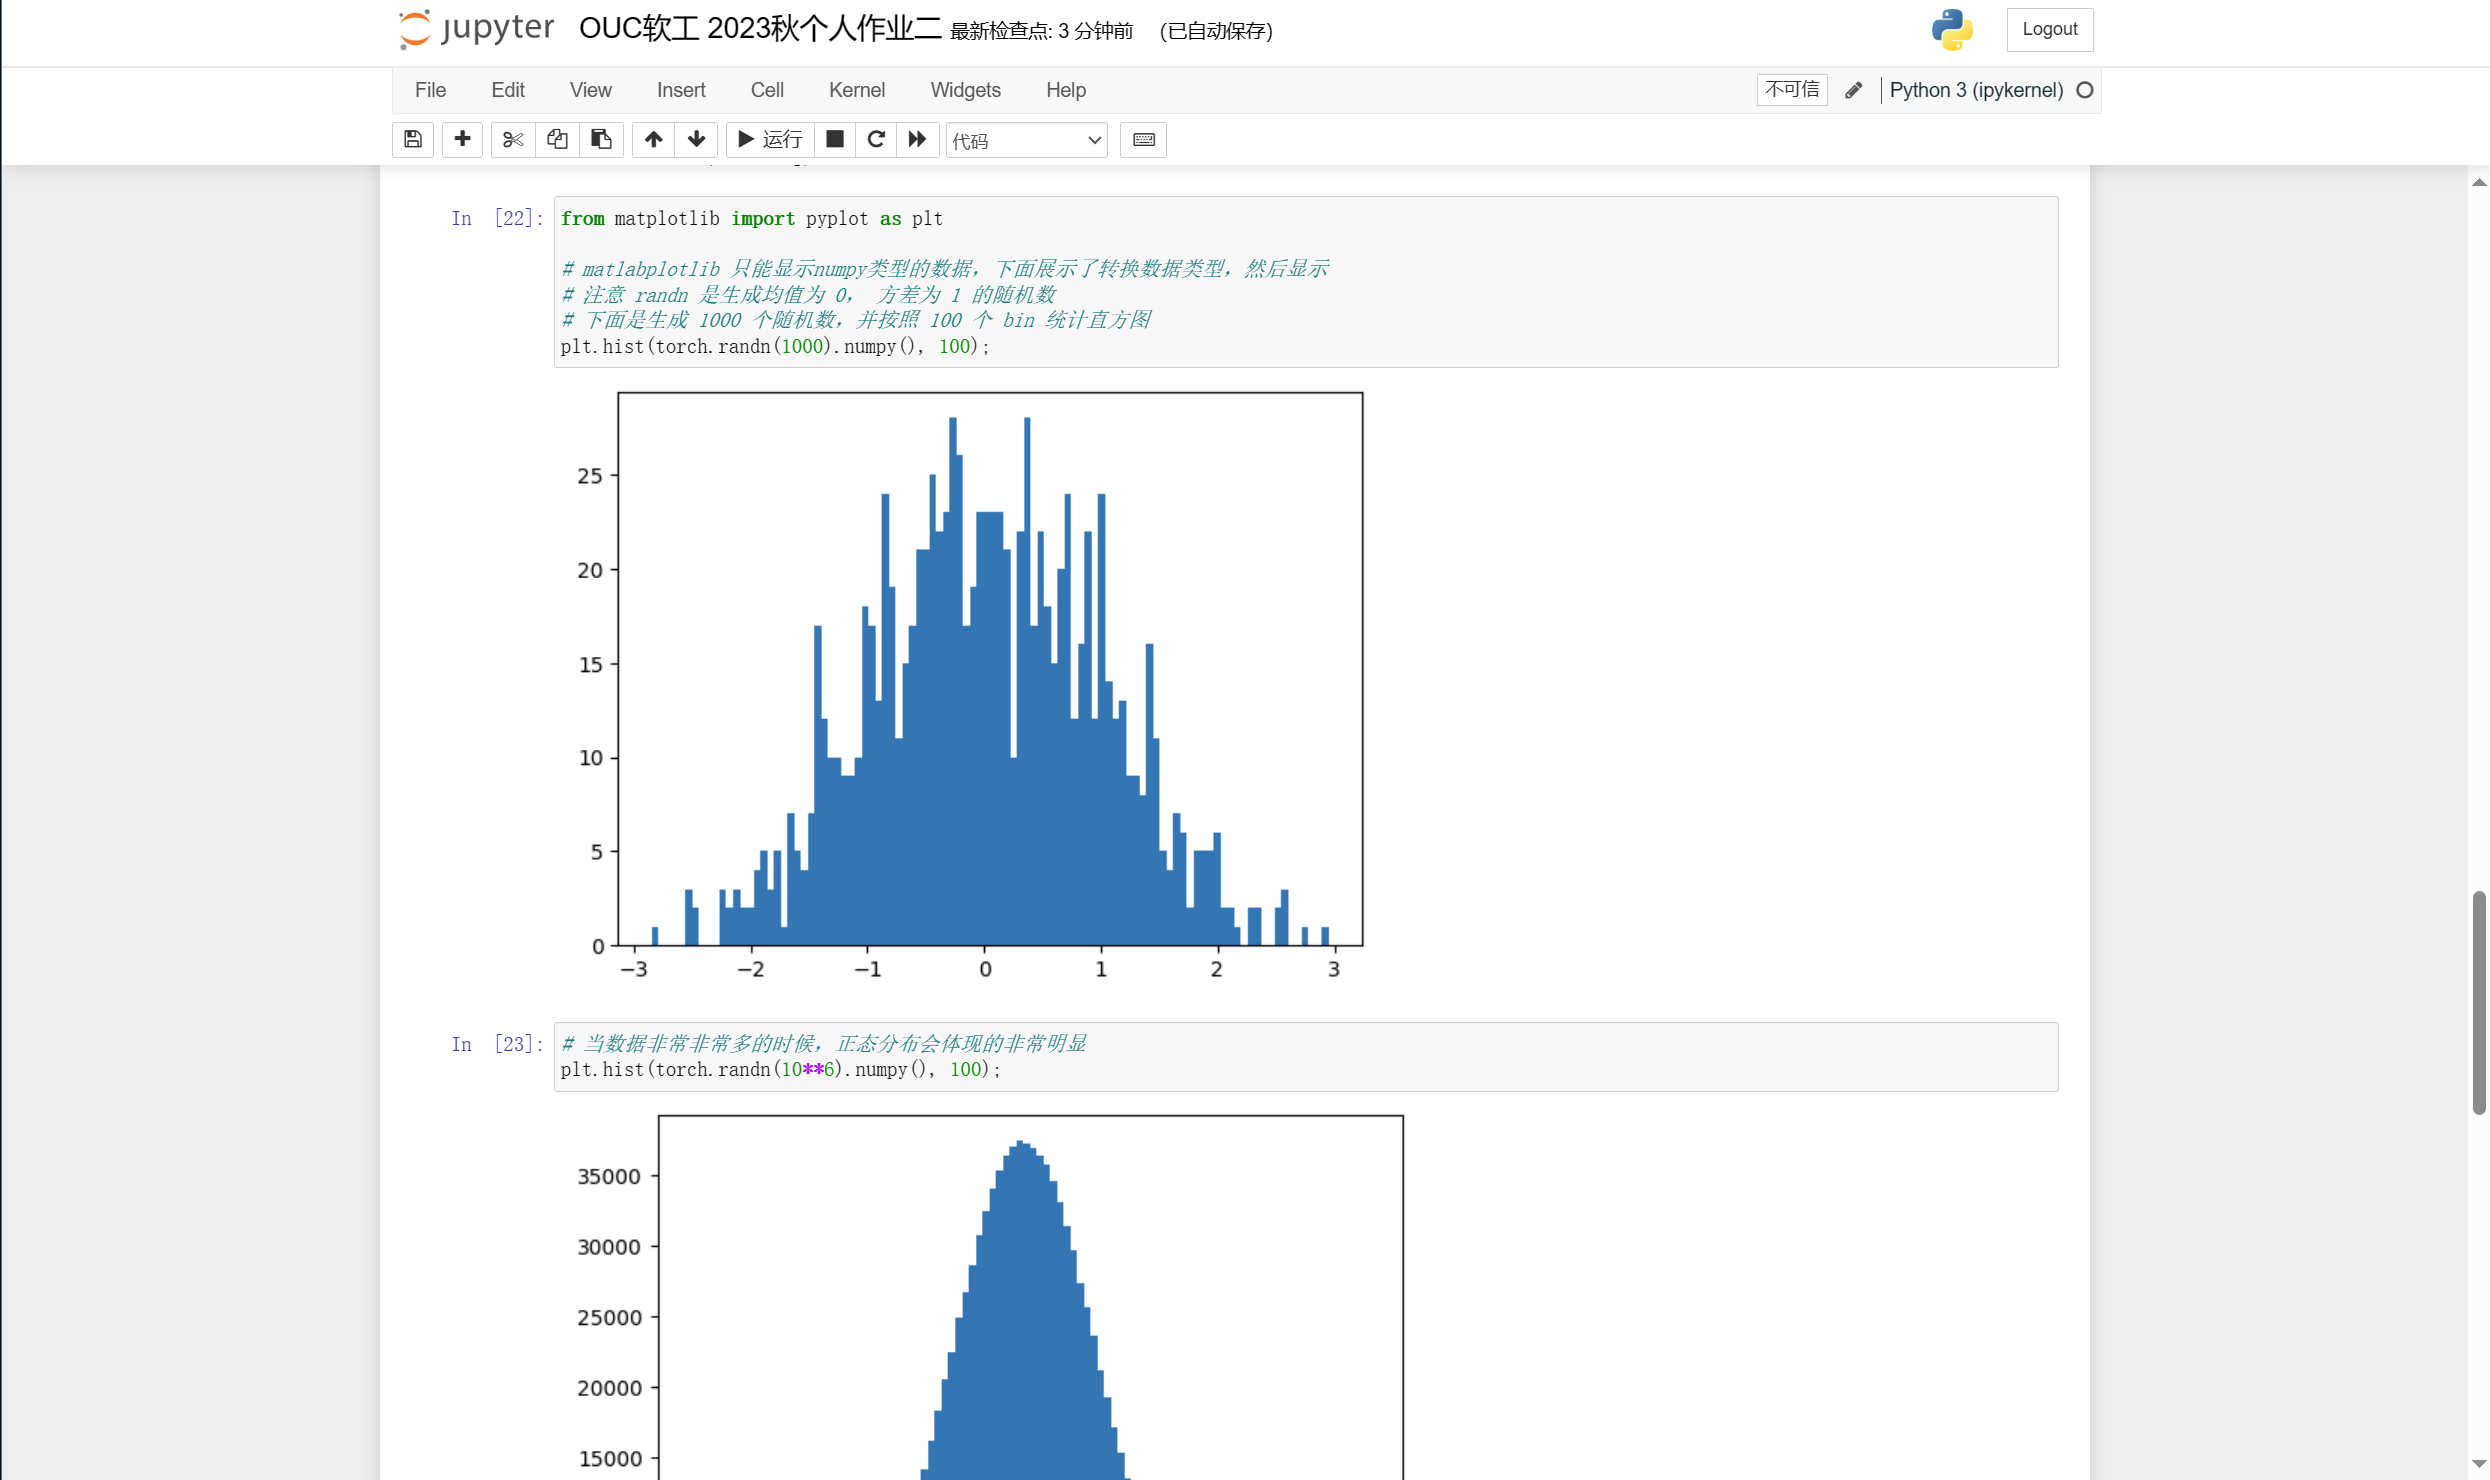 jupyter OUC软工 2023秋个人作业二 最新检查点: 3 分钟前 (已自动保存) Logout
File Edit View Insert Cell Kernel Widgets Help 不可信 Python 3 (ipykernel)
运行 代码
In [22]: from matplotlib import pyplot as plt
# matlabplotlib 只能显示numpy类型的数据，下面展示了转换数据类型，然后显示
# 注意 randn 是生成均值为 0， 方差为 1 的随机数
# 下面是生成 1000 个随机数，并按照 100 个 bin 统计直方图
plt.hist(torch.randn(1000).numpy(), 100);
25
20
15
10
5
0
−3 −2 −1 0 1 2 3
In [23]: # 当数据非常非常多的时候，正态分布会体现的非常明显
plt.hist(torch.randn(10**6).numpy(), 100);
35000
30000
25000
20000
15000